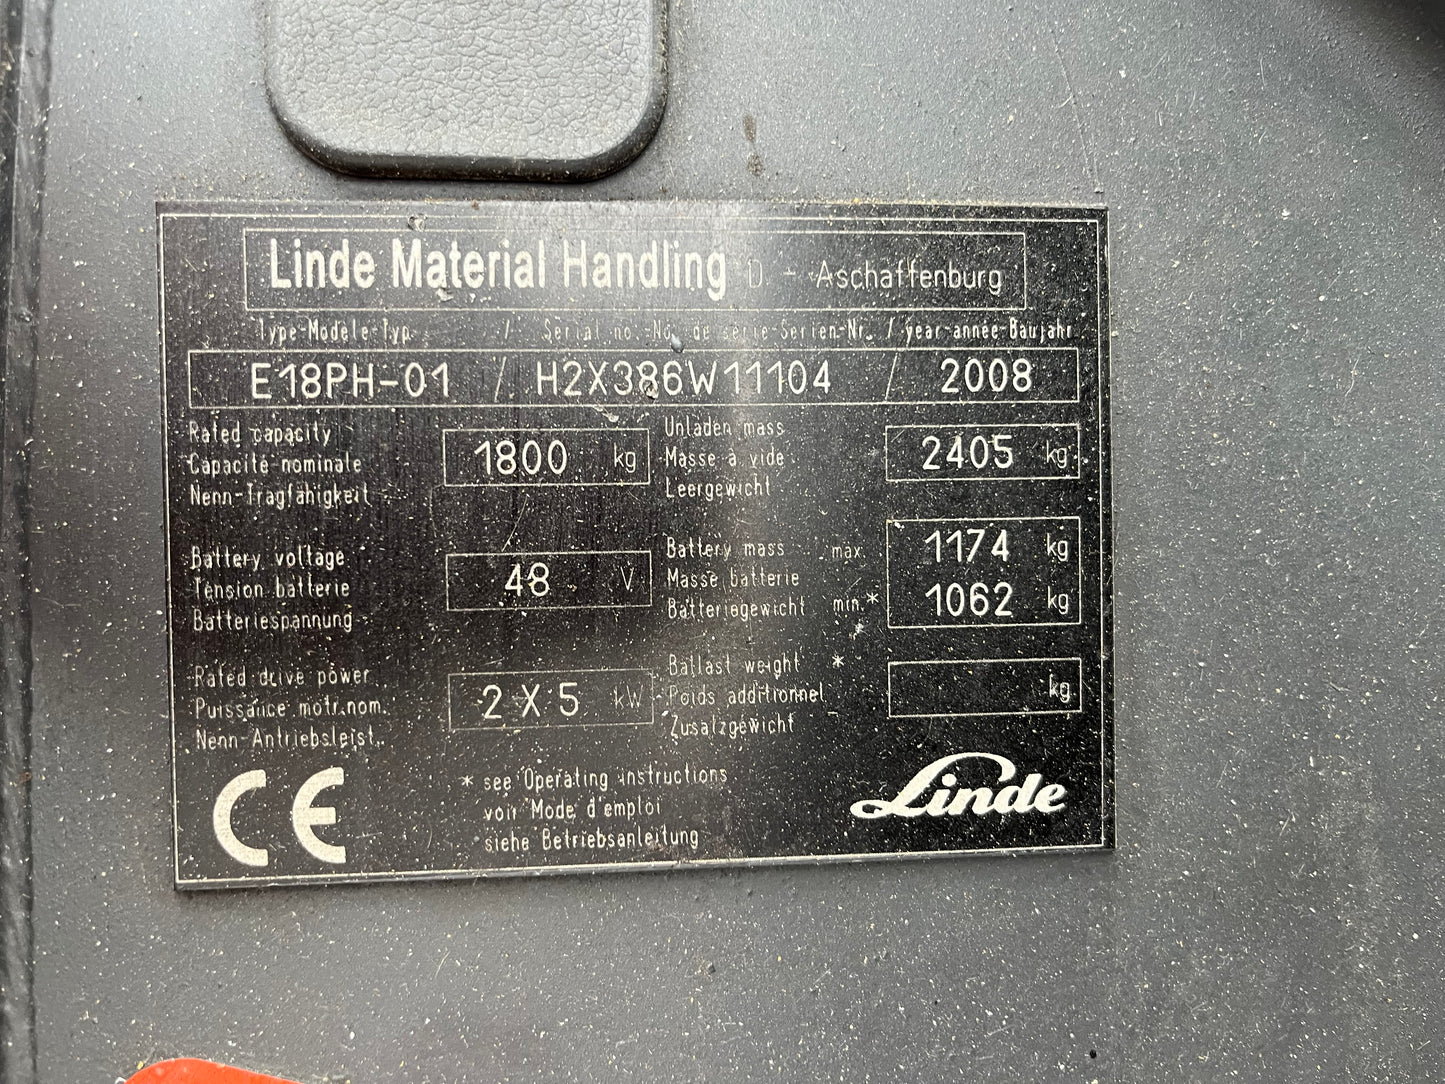 Linde Material Handling D - Aschaffenburg
Type-Modèle-Typ / Serial no.-No. de série-Serien-Nr. / year-année-Baujahr
E18PH-01 / H2X386W11104 / 2008
Rated capacity
Capacité nominale
Nenn-Tragfähigkeit
1800 kg
Unladen mass
Masse à vide
Leergewicht
2405 kg
Battery voltage
Tension batterie
Batteriespannung
48 V
Battery mass max.
Masse batterie
Batteriegewicht min.*
1174 kg
1062 kg
Rated drive power
Puissance motr.nom.
Nenn-Antriebsleist.
2 X 5 kW
Ballast weight *
Poids additionnel
Zusatzgewicht
kg
CE
* see Operating instructions
voir Mode d'emploi
siehe Betriebsanleitung
Linde